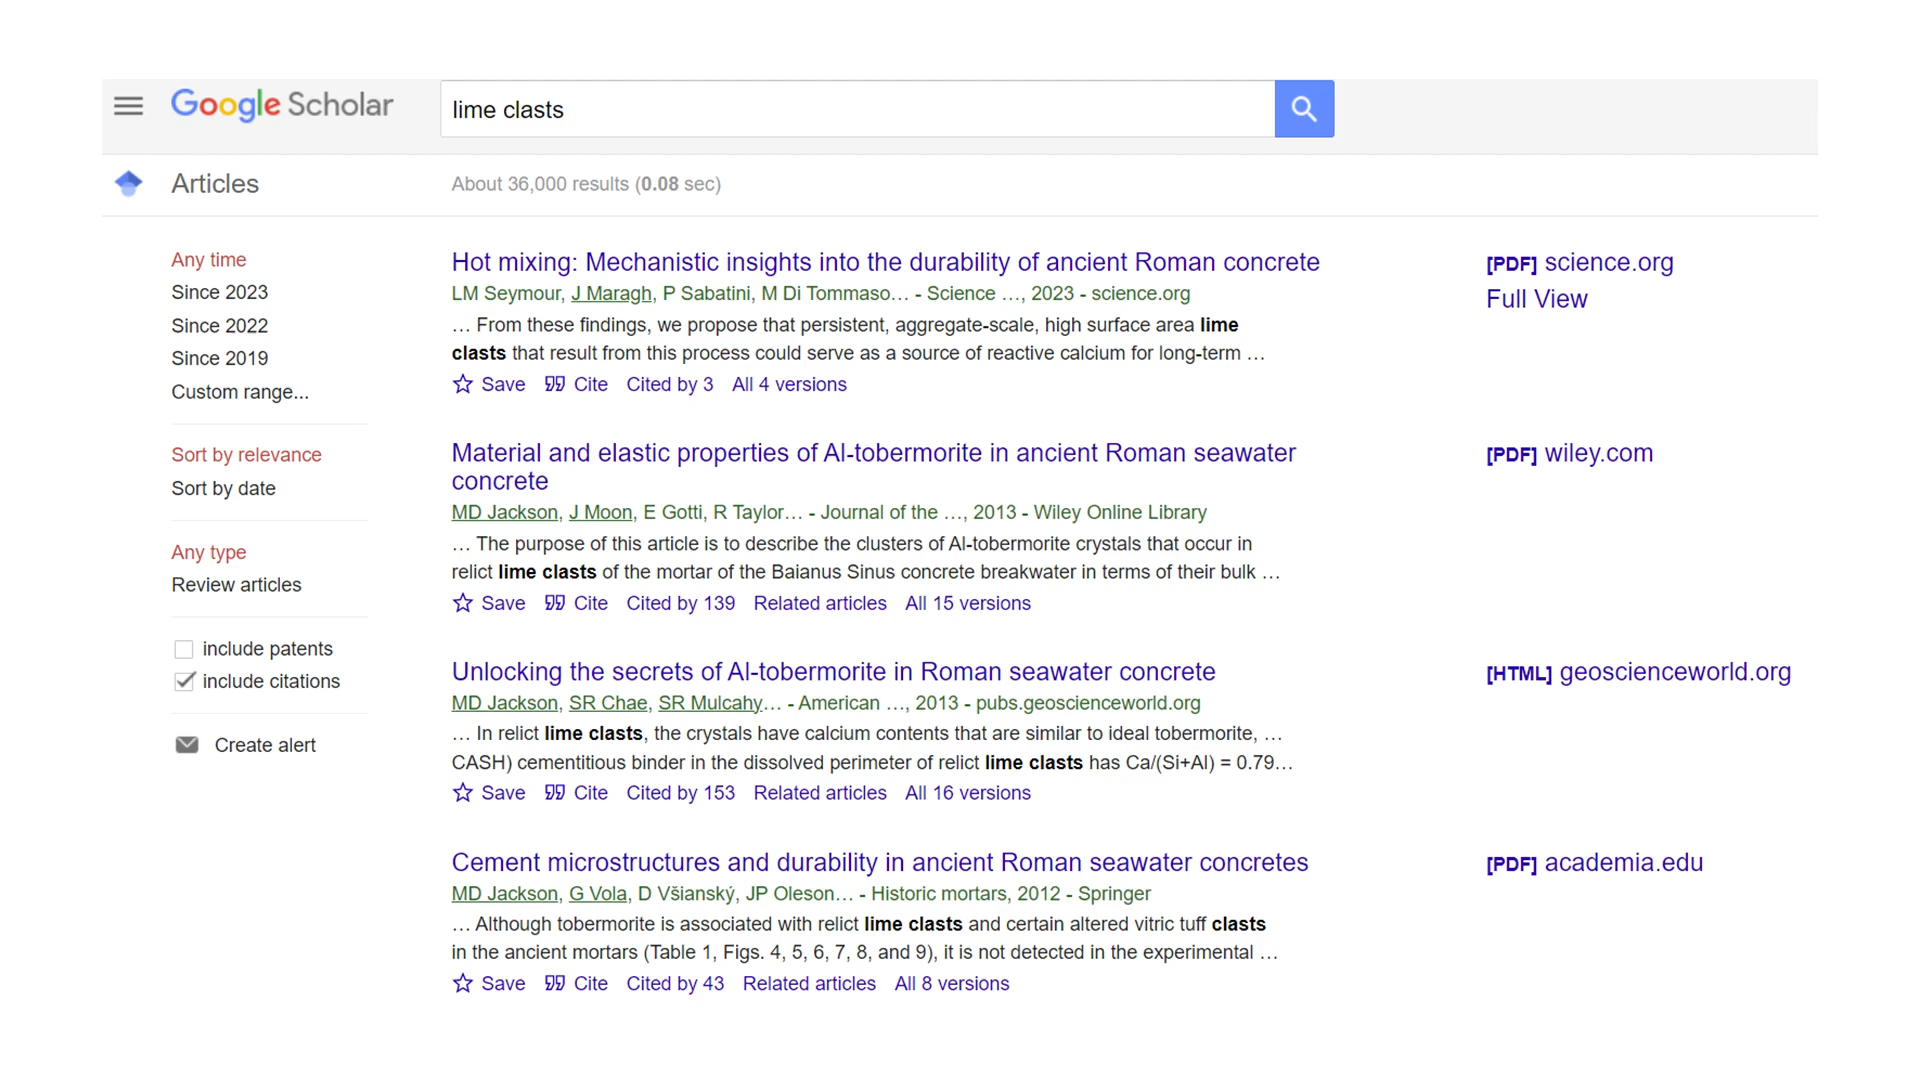 Google Scholar
lime clasts
Articles
About 36,000 results (0.08 sec)
Any time
Since 2023
Since 2022
Since 2019
Custom range...
Sort by relevance
Sort by date
Any type
Review articles
include patents
include citations
Create alert
Hot mixing: Mechanistic insights into the durability of ancient Roman concrete
LM Seymour, J Maragh, P Sabatini, M Di Tommaso… - Science …, 2023 - science.org
… From these findings, we propose that persistent, aggregate-scale, high surface area lime
clasts that result from this process could serve as a source of reactive calcium for long-term …
Save Cite Cited by 3 All 4 versions
[PDF] science.org
Full View
Material and elastic properties of Al-tobermorite in ancient Roman seawater
concrete
MD Jackson, J Moon, E Gotti, R Taylor… - Journal of the …, 2013 - Wiley Online Library
… The purpose of this article is to describe the clusters of Al-tobermorite crystals that occur in
relict lime clasts of the mortar of the Baianus Sinus concrete breakwater in terms of their bulk …
Save Cite Cited by 139 Related articles All 15 versions
[PDF] wiley.com
Unlocking the secrets of Al-tobermorite in Roman seawater concrete
MD Jackson, SR Chae, SR Mulcahy… - American …, 2013 - pubs.geoscienceworld.org
… In relict lime clasts, the crystals have calcium contents that are similar to ideal tobermorite, …
CASH) cementitious binder in the dissolved perimeter of relict lime clasts has Ca/(Si+Al) = 0.79…
Save Cite Cited by 153 Related articles All 16 versions
[HTML] geoscienceworld.org
Cement microstructures and durability in ancient Roman seawater concretes
MD Jackson, G Vola, D Všianský, JP Oleson… - Historic mortars, 2012 - Springer
… Although tobermorite is associated with relict lime clasts and certain altered vitric tuff clasts
in the ancient mortars (Table 1, Figs. 4, 5, 6, 7, 8, and 9), it is not detected in the experimental …
Save Cite Cited by 43 Related articles All 8 versions
[PDF] academia.edu